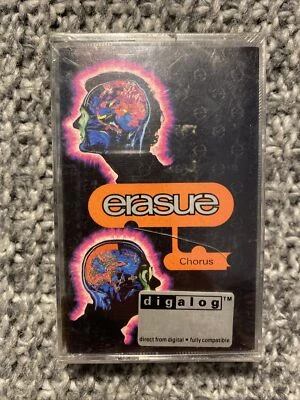 erasure
Chorus
digalog™
direct from digital • fully compatible